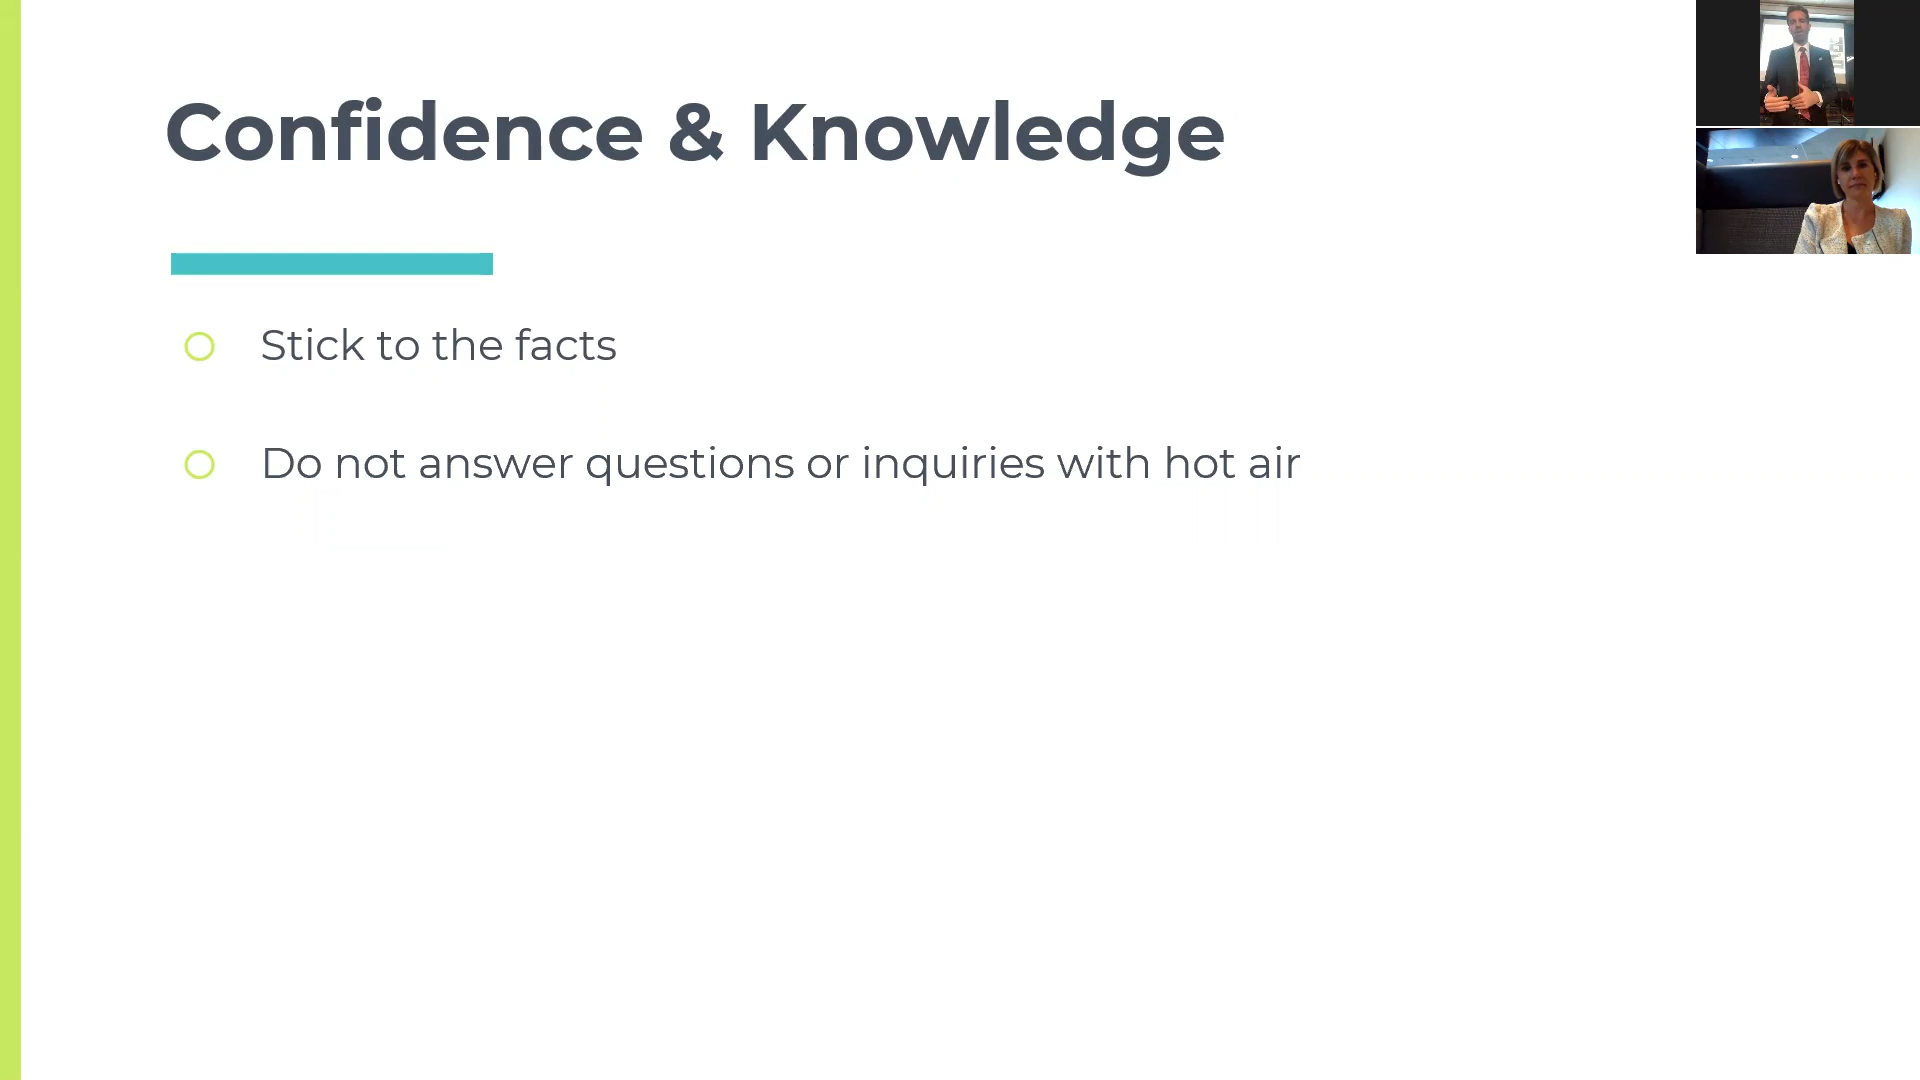 Confidence & Knowledge
Stick to the facts
Do not answer questions or inquiries with hot air